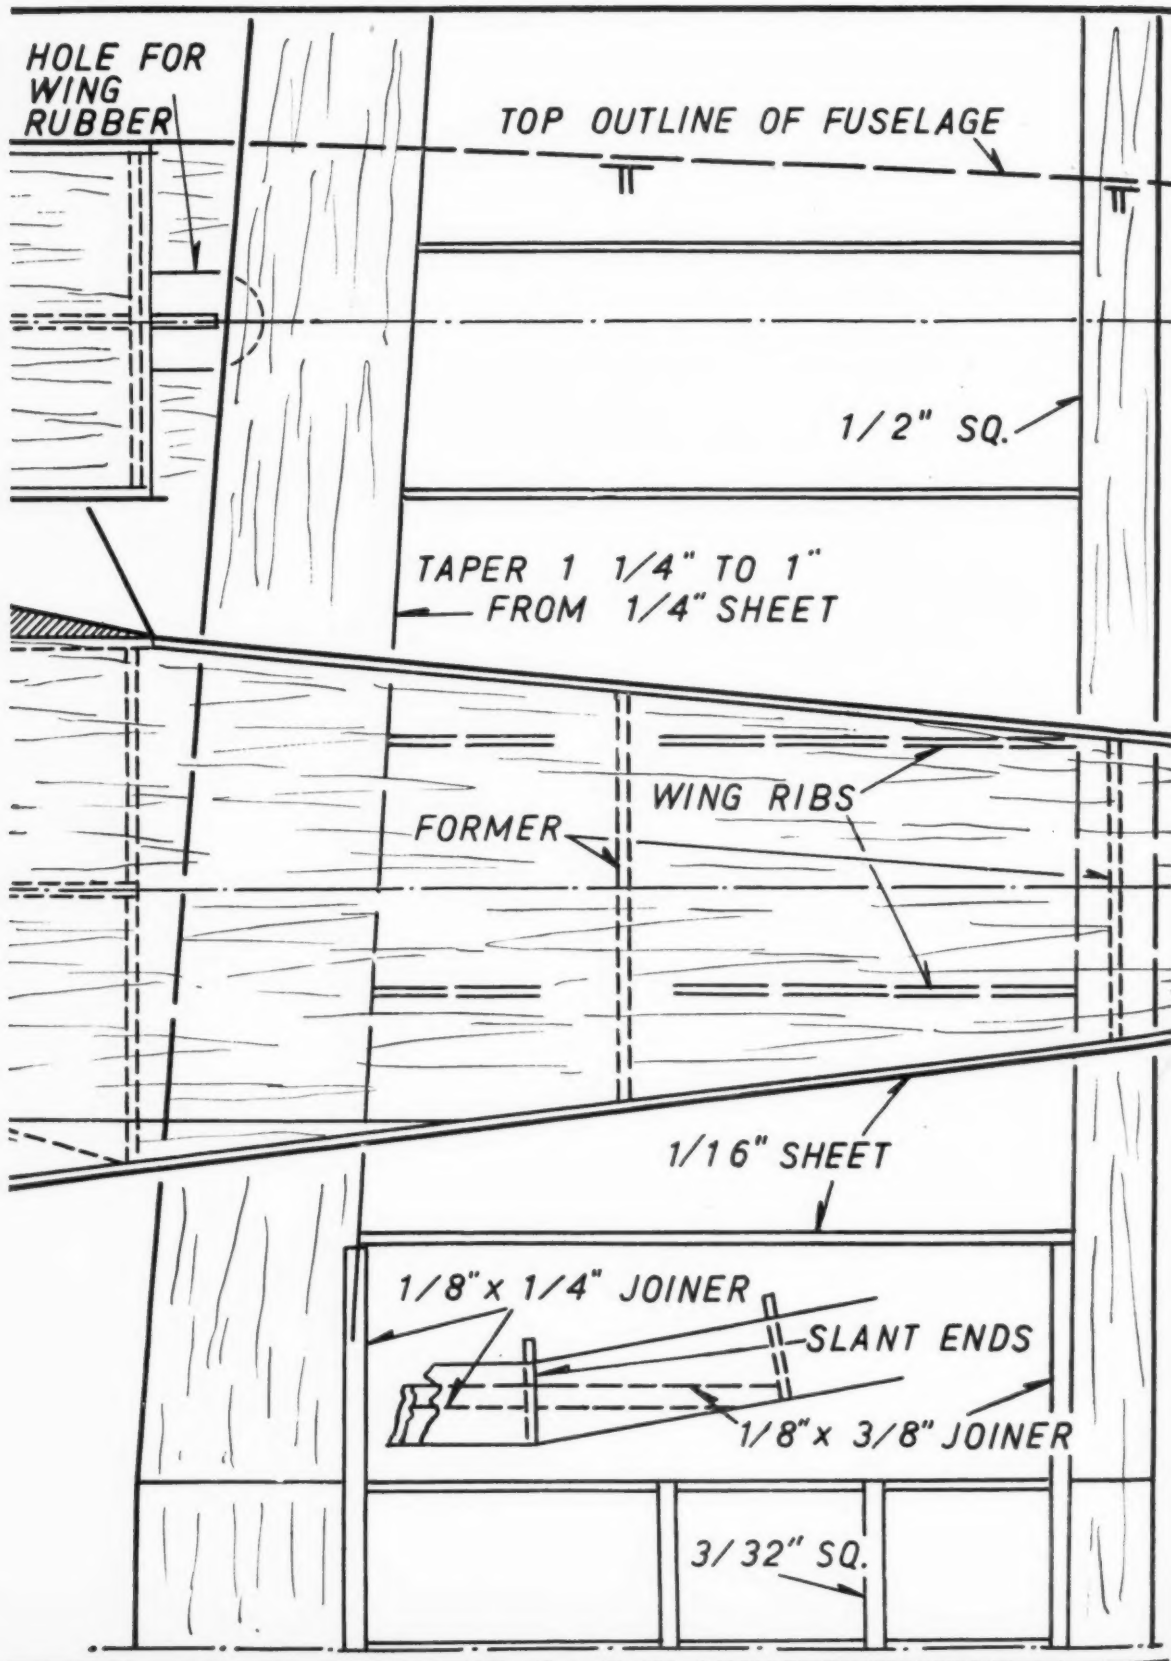 HOLE FOR
WING
RUBBER
TOP OUTLINE OF FUSELAGE
1/2" SQ.
TAPER 1 1/4" TO 1"
FROM 1/4" SHEET
WING RIBS
FORMER
1/16" SHEET
1/8" x 1/4" JOINER
SLANT ENDS
1/8" x 3/8" JOINER
3/32" SQ.